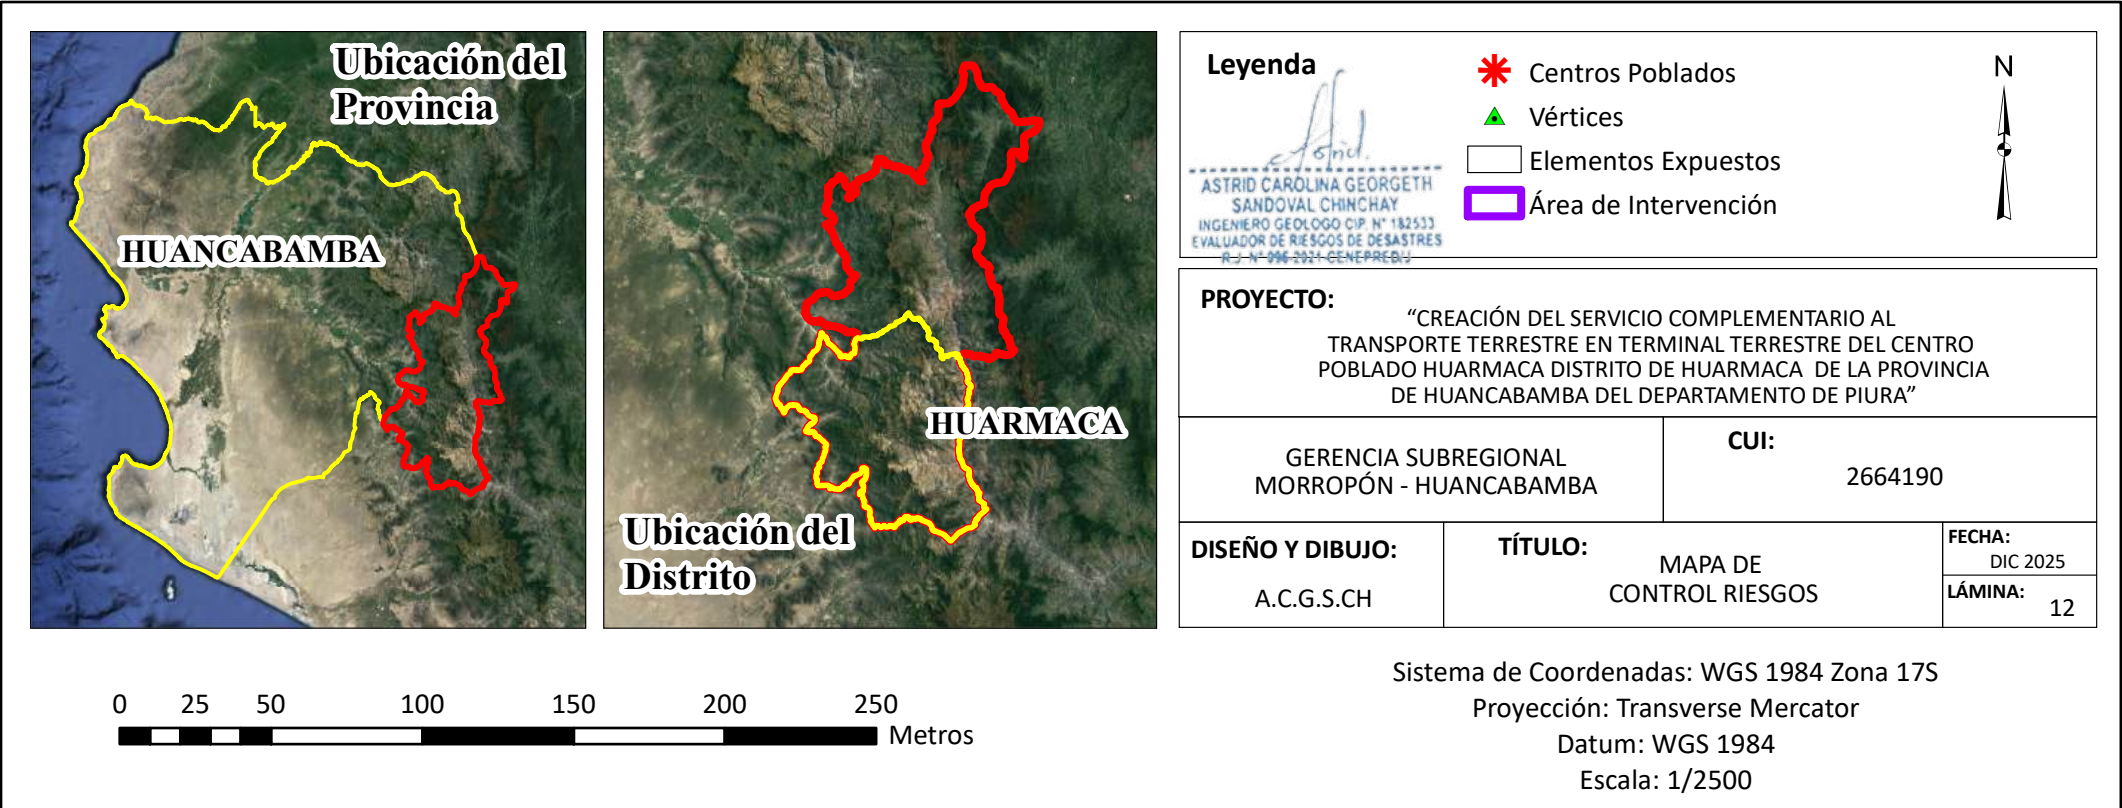 Ubicación del
Provincia
HUANCABAMBA
HUARMACA
Ubicación del
Distrito
Leyenda
Centros Poblados
Vértices
Elementos Expuestos
Área de Intervención
N
ASTRID CAROLINA GEORGETH
SANDOVAL CHINCHAY
INGENIERO GEOLOGO CIP. N° 182533
EVALUADOR DE RIESGOS DE DESASTRES
R.J. N° 096-2021-CENEPRED/J
PROYECTO:
“CREACIÓN DEL SERVICIO COMPLEMENTARIO AL
TRANSPORTE TERRESTRE EN TERMINAL TERRESTRE DEL CENTRO
POBLADO HUARMACA DISTRITO DE HUARMACA DE LA PROVINCIA
DE HUANCABAMBA DEL DEPARTAMENTO DE PIURA”
GERENCIA SUBREGIONAL
MORROPÓN - HUANCABAMBA
CUI:
2664190
DISEÑO Y DIBUJO:
A.C.G.S.CH
TÍTULO:
MAPA DE
CONTROL RIESGOS
FECHA:
DIC 2025
LÁMINA:
12
0 25 50 100 150 200 250
Metros
Sistema de Coordenadas: WGS 1984 Zona 17S
Proyección: Transverse Mercator
Datum: WGS 1984
Escala: 1/2500